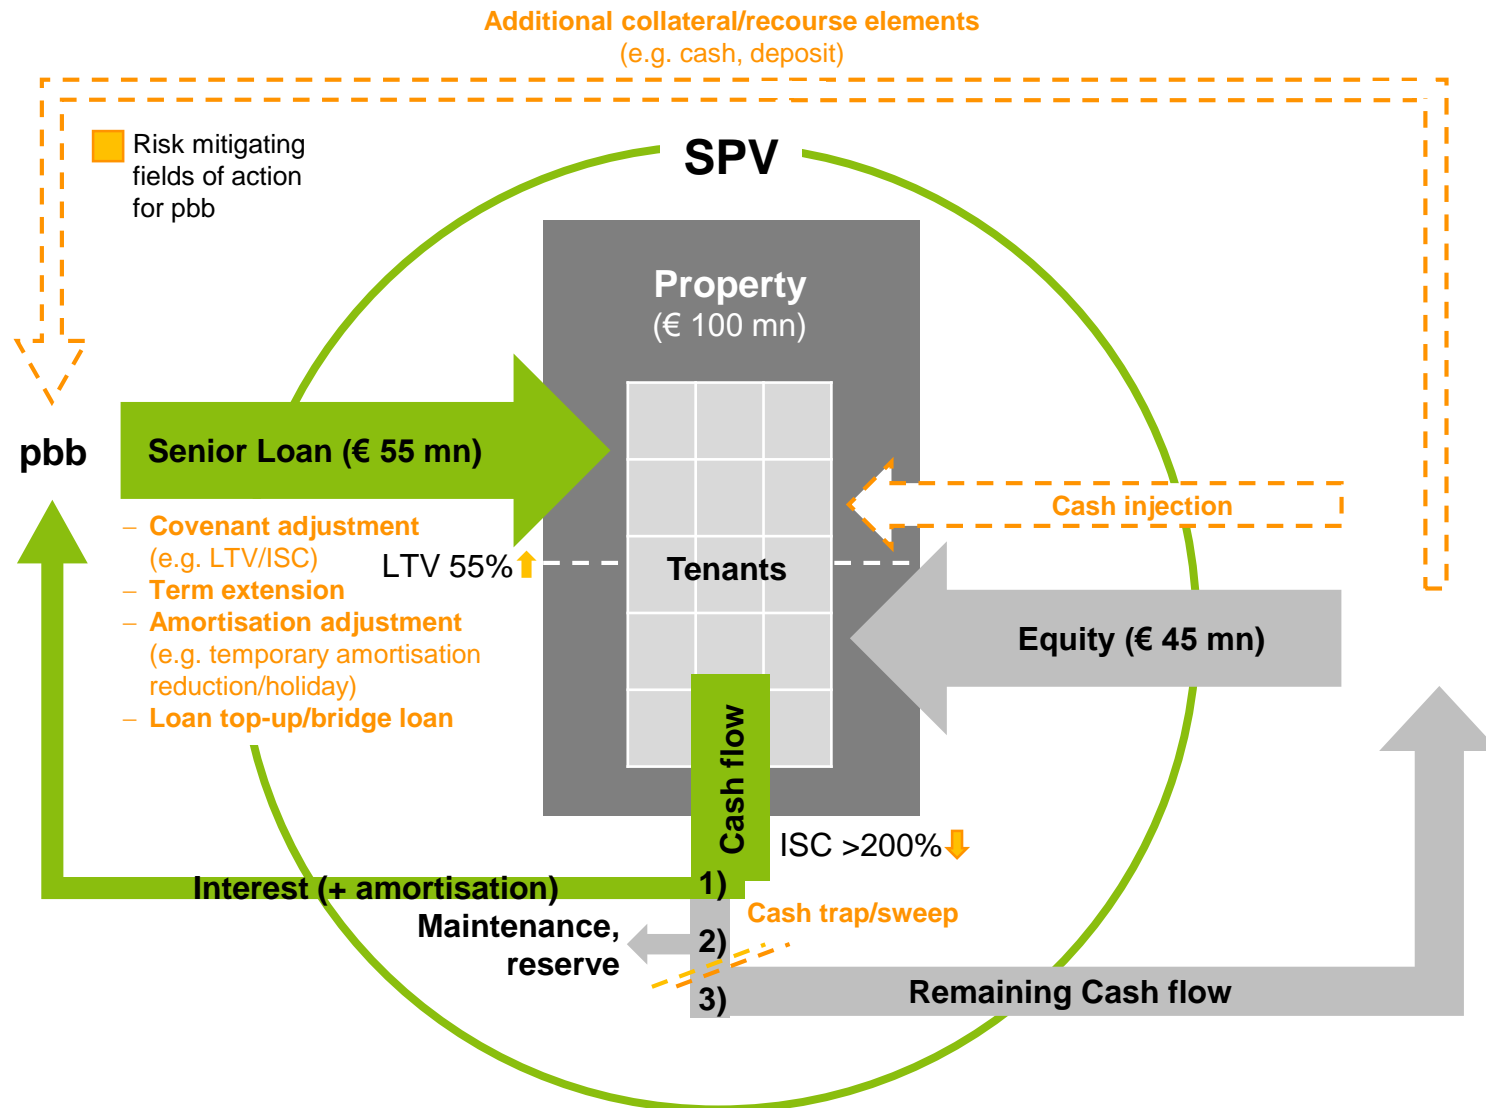 Additional collateral/recourse elements
(e.g. cash, deposit)
Risk mitigating
fields of action
for pbb
SPV
Property
(€ 100 mn)
pbb
Senior Loan (€ 55 mn)
– Covenant adjustment
(e.g. LTV/ISC)
– Term extension
– Amortisation adjustment
(e.g. temporary amortisation
reduction/holiday)
– Loan top-up/bridge loan
LTV 55%
Tenants
Cash injection
Equity (€ 45 mn)
Cash flow
ISC >200%
Interest (+ amortisation)
1)
Cash trap/sweep
Maintenance,
reserve
2)
3)
Remaining Cash flow